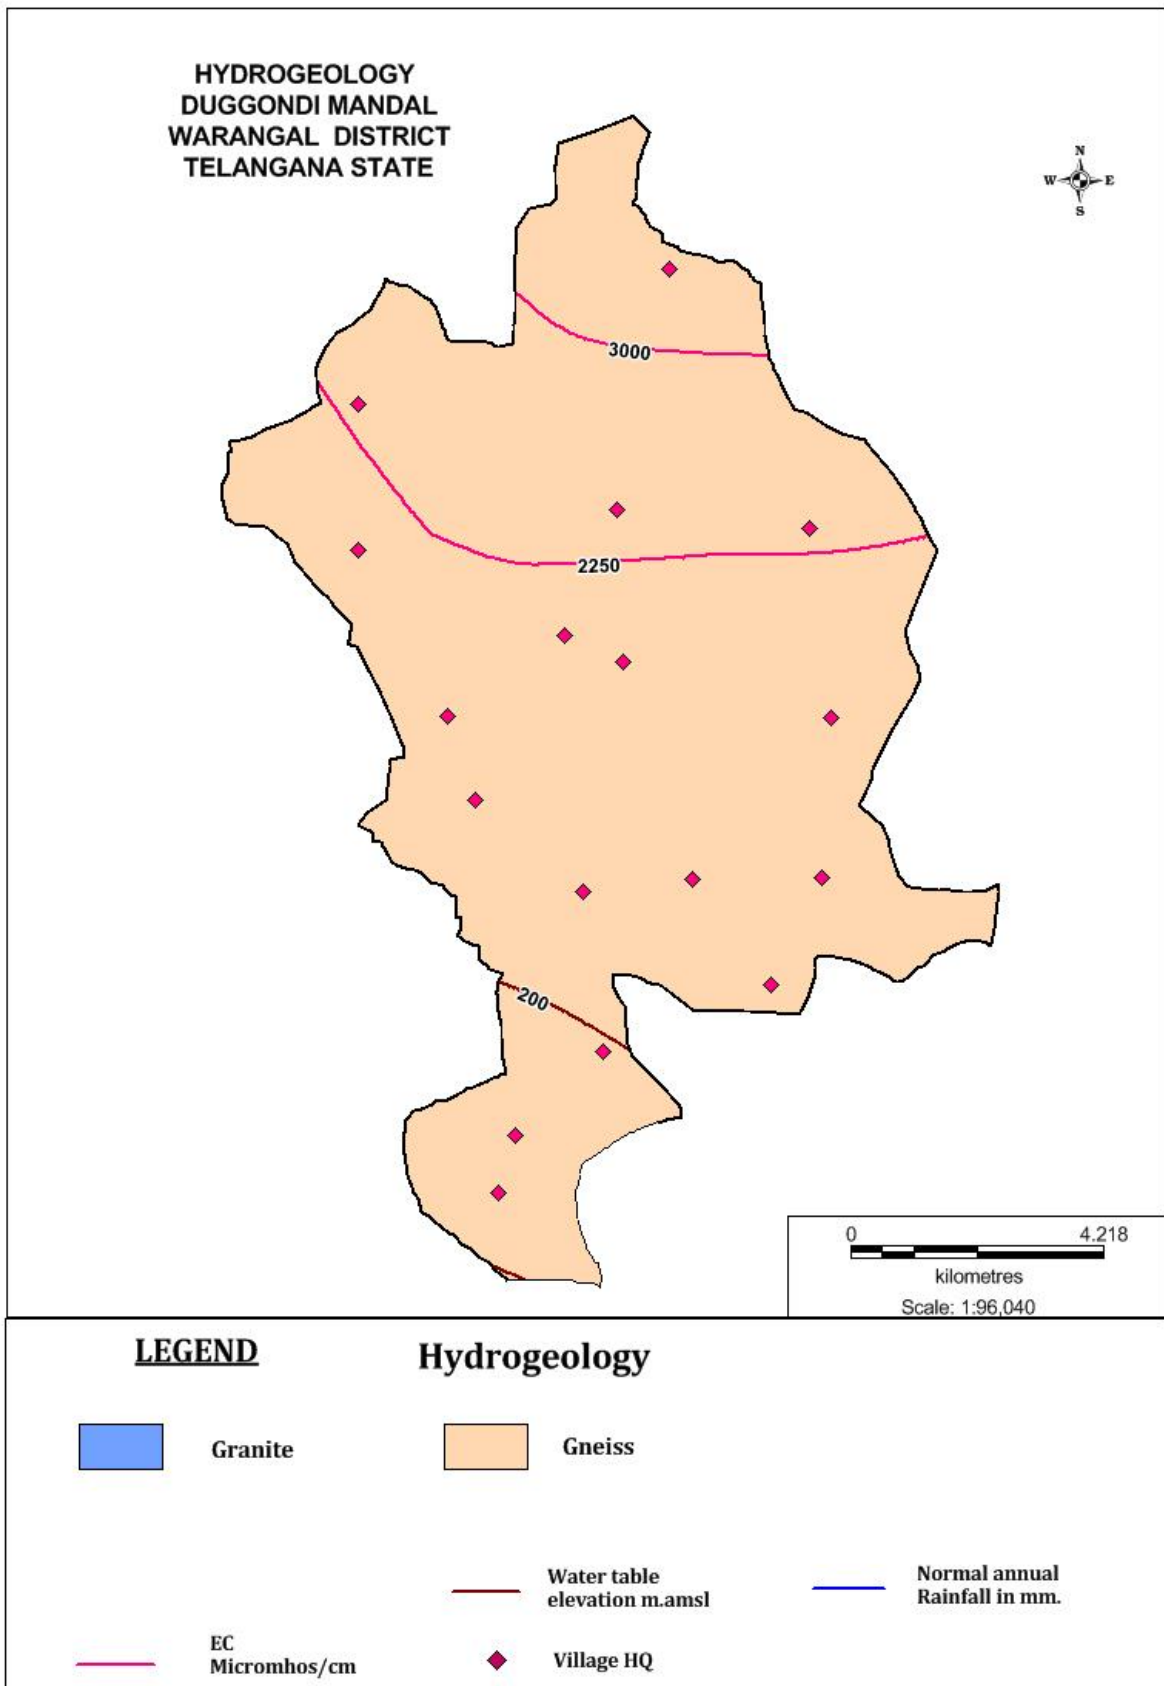 HYDROGEOLOGY
DUGGONDI MANDAL
WARANGAL DISTRICT
TELANGANA STATE
N
W E
S
3000
2250
200
0 4.218
kilometres
Scale: 1:96,040
LEGEND Hydrogeology
Granite Gneiss
Water table
elevation m.amsl
Normal annual
Rainfall in mm.
EC
Micromhos/cm
Village HQ